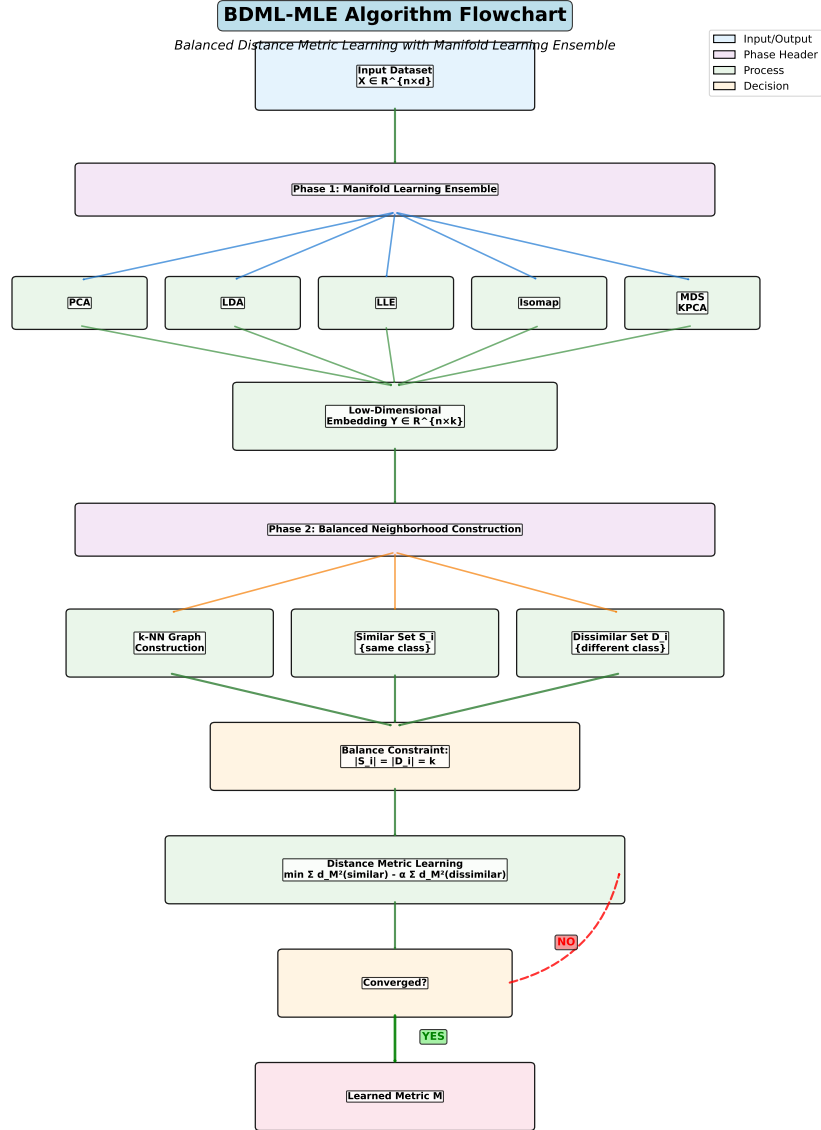 BDML-MLE Algorithm Flowchart
Balanced Distance Metric Learning with Manifold Learning Ensemble
Input/Output
Phase Header
Process
Decision
Input Dataset
X ∈ R^{n×d}
Phase 1: Manifold Learning Ensemble
PCA
LDA
LLE
Isomap
MDS
KPCA
Low-Dimensional
Embedding Y ∈ R^{n×k}
Phase 2: Balanced Neighborhood Construction
k-NN Graph
Construction
Similar Set S_i
{same class}
Dissimilar Set D_i
{different class}
Balance Constraint:
|S_i| = |D_i| = k
Distance Metric Learning
min Σ d_M²(similar) - α Σ d_M²(dissimilar)
NO
Converged?
YES
Learned Metric M